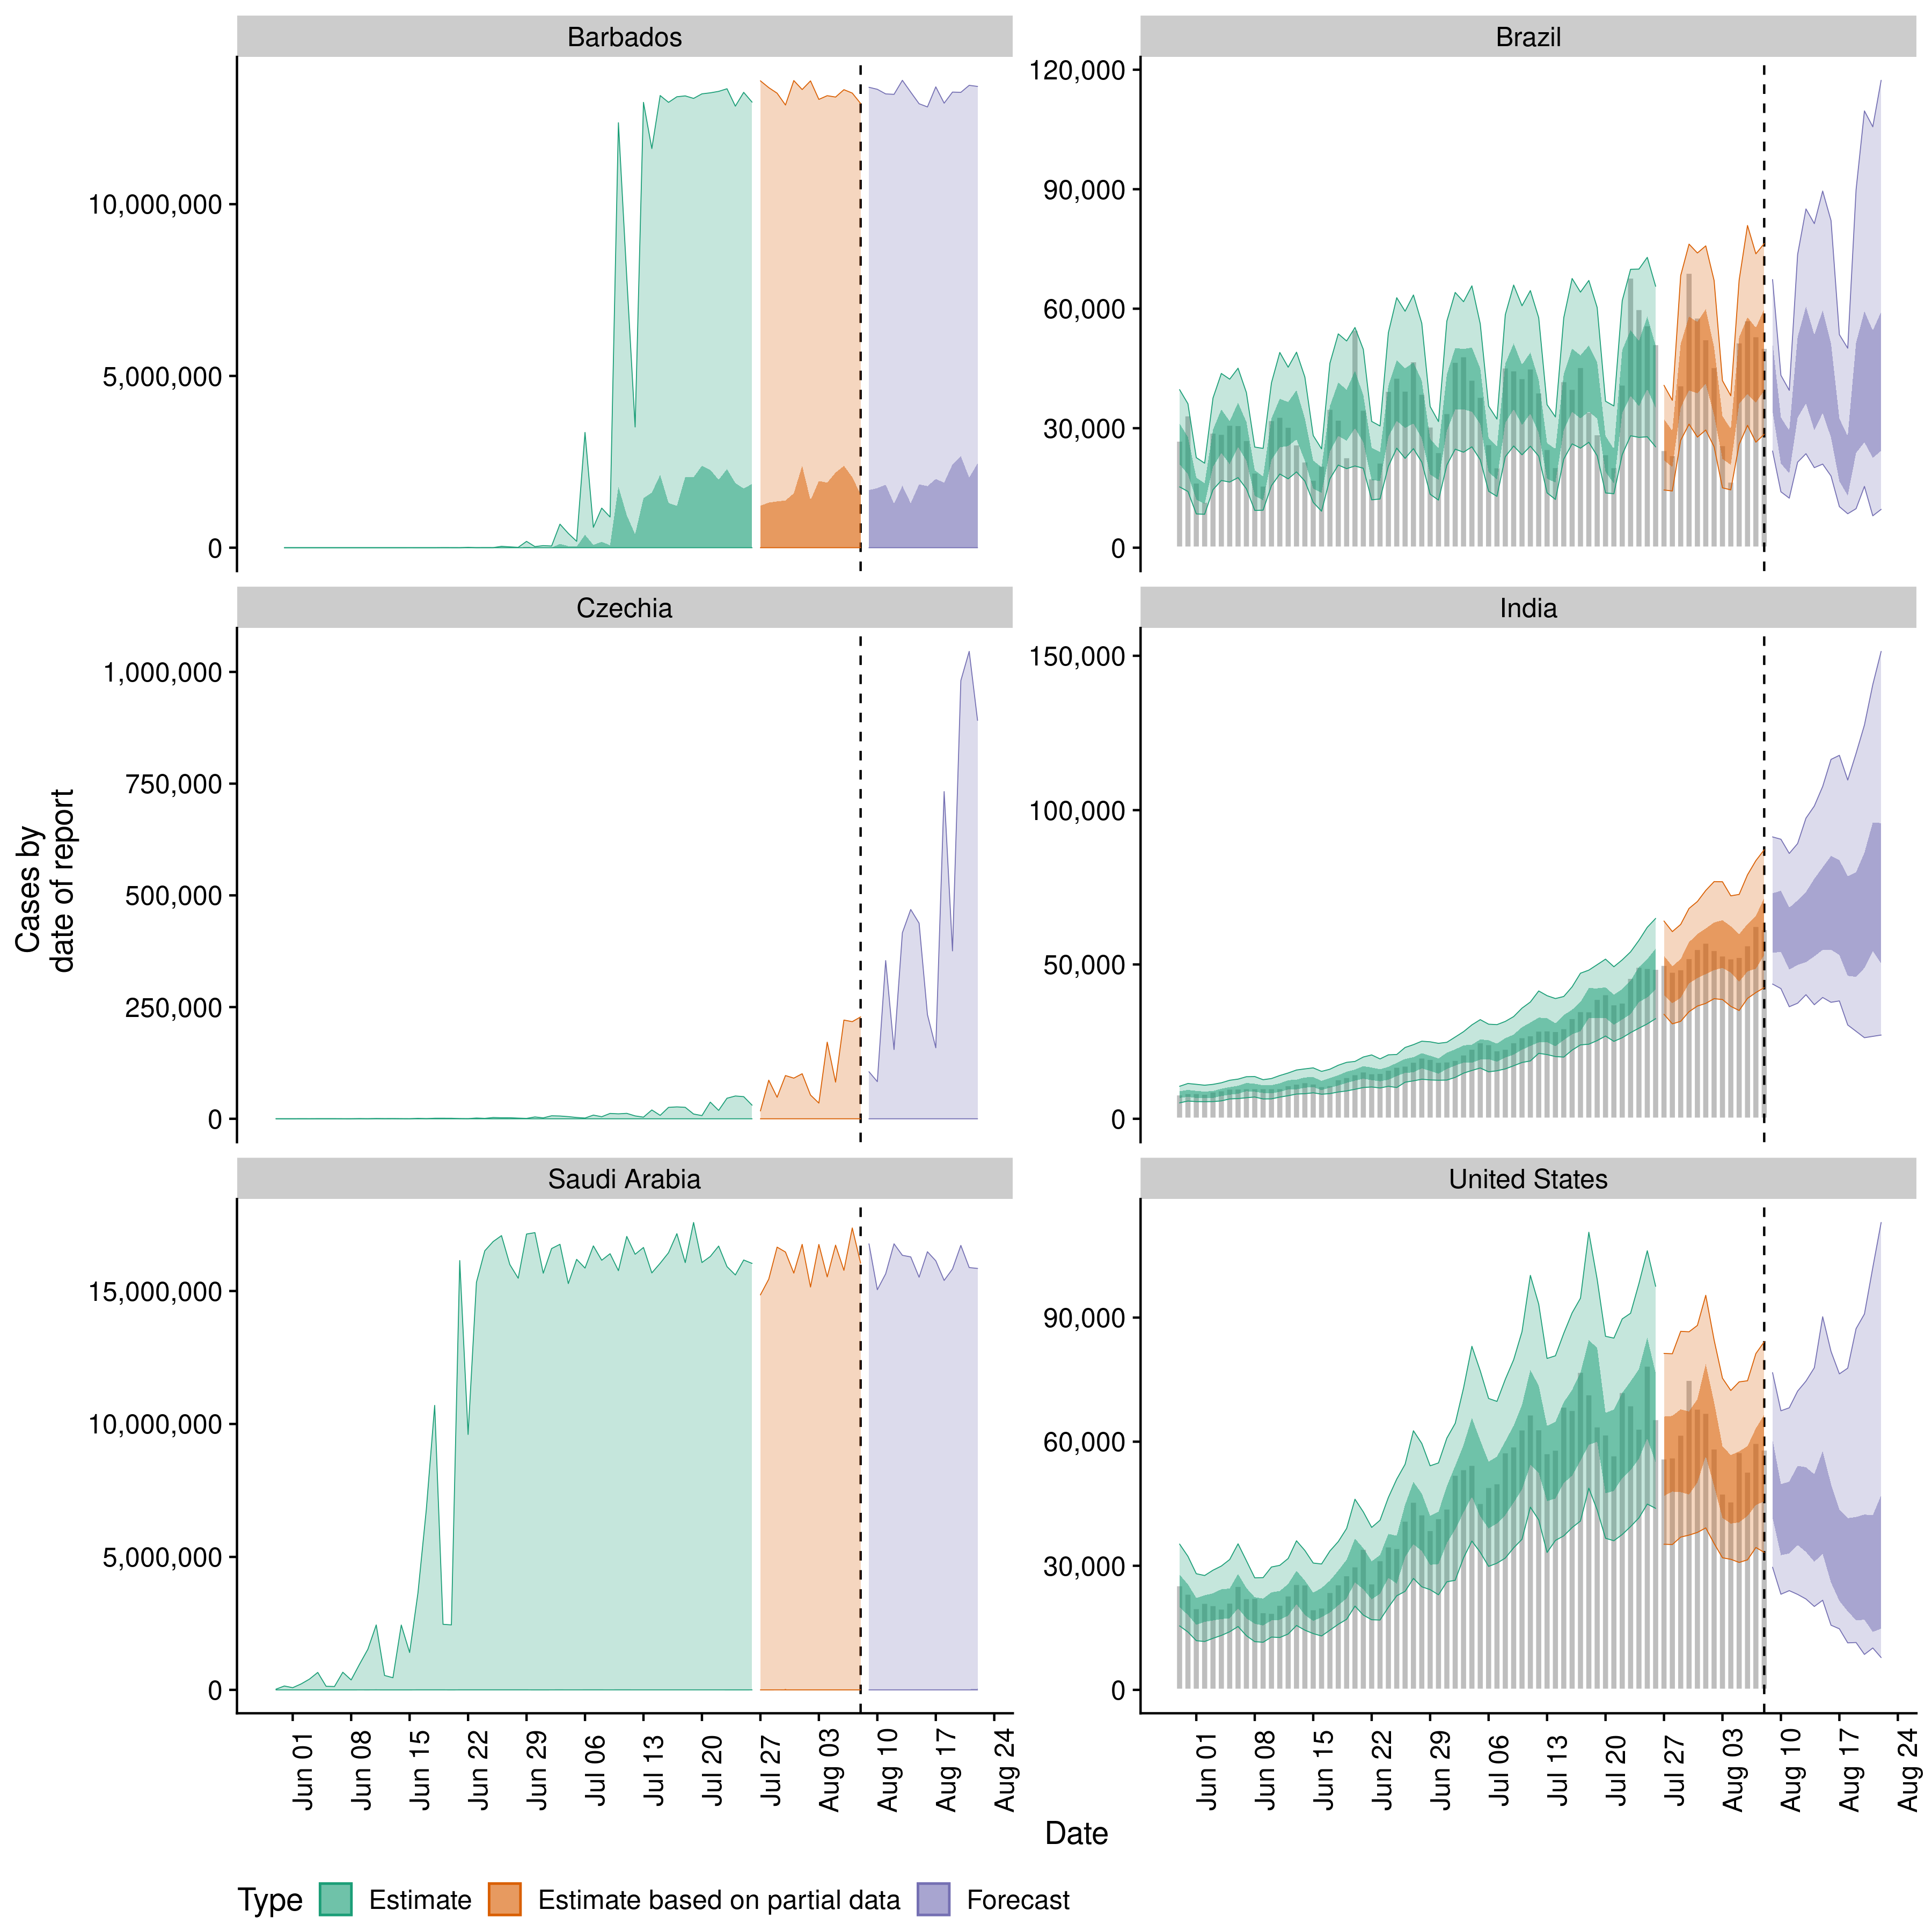 Barbados
Brazil
10,000,000
5,000,000
0
120,000
90,000
60,000
30,000
0
Czechia
India
1,000,000
750,000
500,000
250,000
0
150,000
100,000
50,000
0
Saudi Arabia
United States
15,000,000
10,000,000
5,000,000
0
90,000
60,000
30,000
0
Cases by
date of report
Jun 01
Jun 08
Jun 15
Jun 22
Jun 29
Jul 06
Jul 13
Jul 20
Jul 27
Aug 03
Aug 10
Aug 17
Aug 24
Jun 01
Jun 08
Jun 15
Jun 22
Jun 29
Jul 06
Jul 13
Jul 20
Jul 27
Aug 03
Aug 10
Aug 17
Aug 24
Date
Type Estimate Estimate based on partial data Forecast